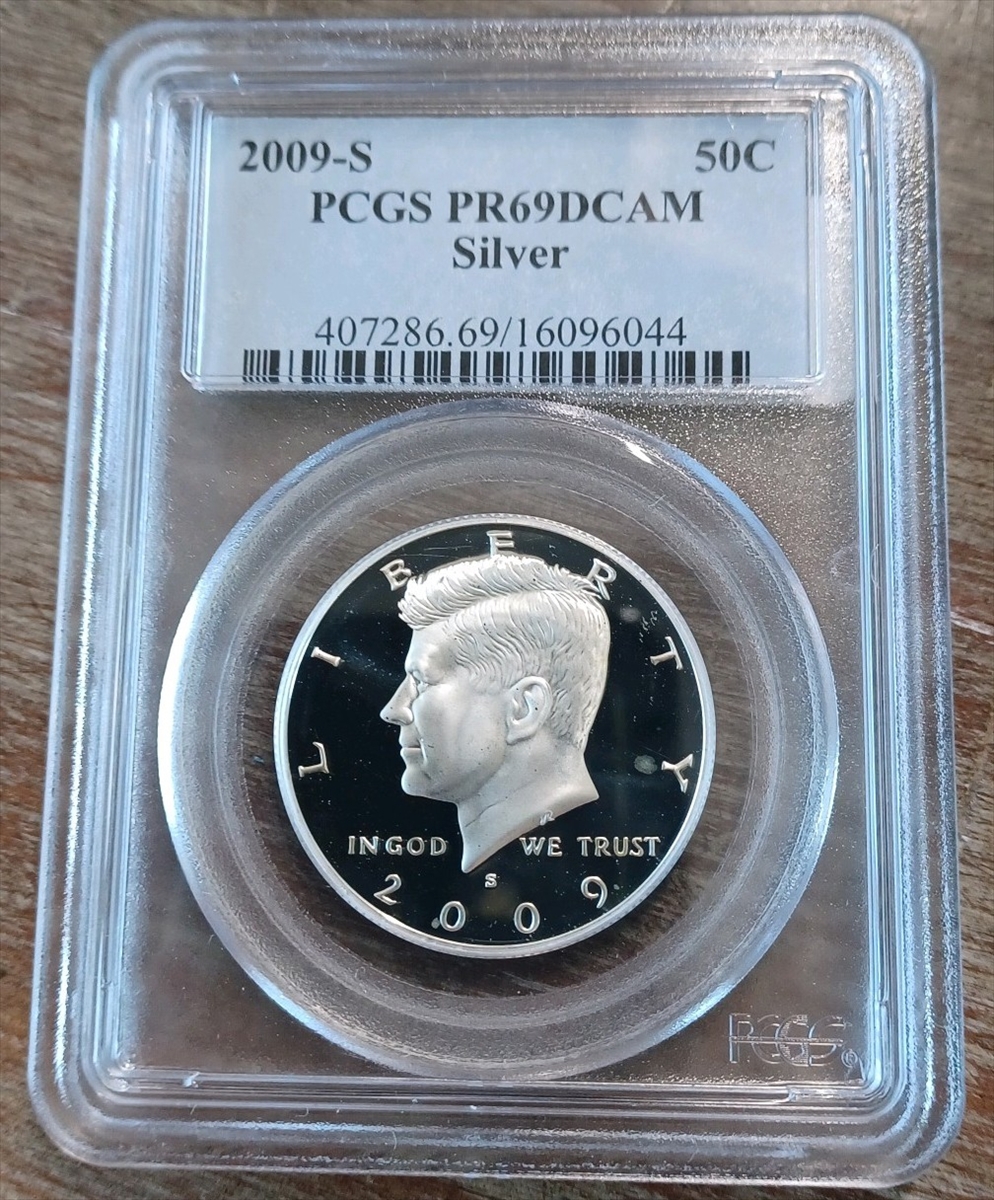 2009-S 50C
PCGS PR69DCAM
Silver
407286.69/16096044
LIBERTY
IN GOD WE TRUST
S
2009
PCGS